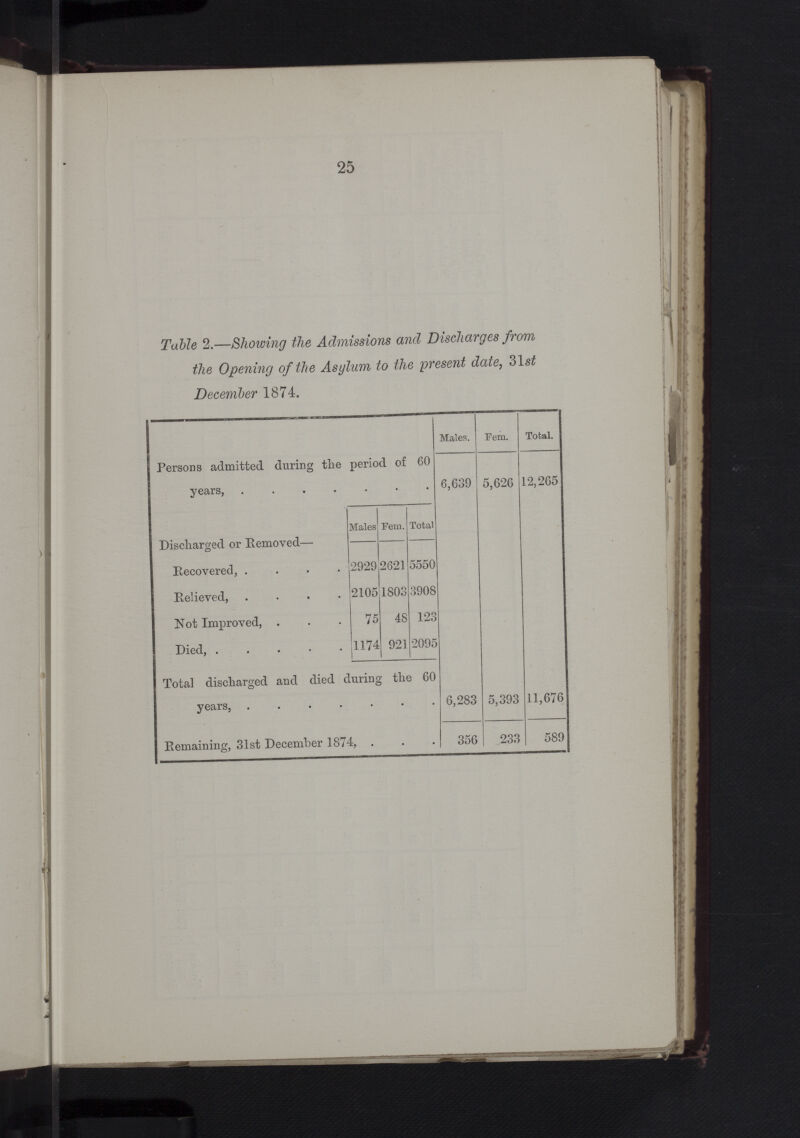 25
Table 2.—Showing the Admissions and Discharges from
the Opening of the Asylum to the present date, 31st
December 1874.
Males. Fem. Total.
Persons admitted during the period of 60
years, . . . . . . . 6,639 5,626 12,265
Males Fem. Total
Discharged or Removed—
Recovered, . . . . 2929 2621 5550
Relieved, . . . . 2105 1803 3908
Not Improved, . . . 75 48 123
Died, . . . . . 1174 921 2095
Total discharged and died during the 60
years, . . . . . . . 6,283 5,393 11,676
Remaining, 31st December 1874, . . . 356 233 589